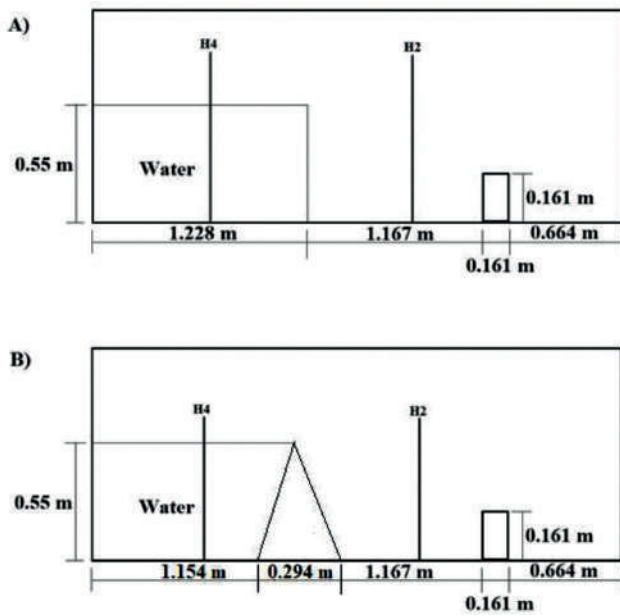 A)
H4
H2
0.55 m
Water
0.161 m
1.228 m
1.167 m
0.664 m
0.161 m
B)
H4
H2
0.55 m
Water
0.161 m
1.154 m
0.294 m
1.167 m
0.664 m
0.161 m